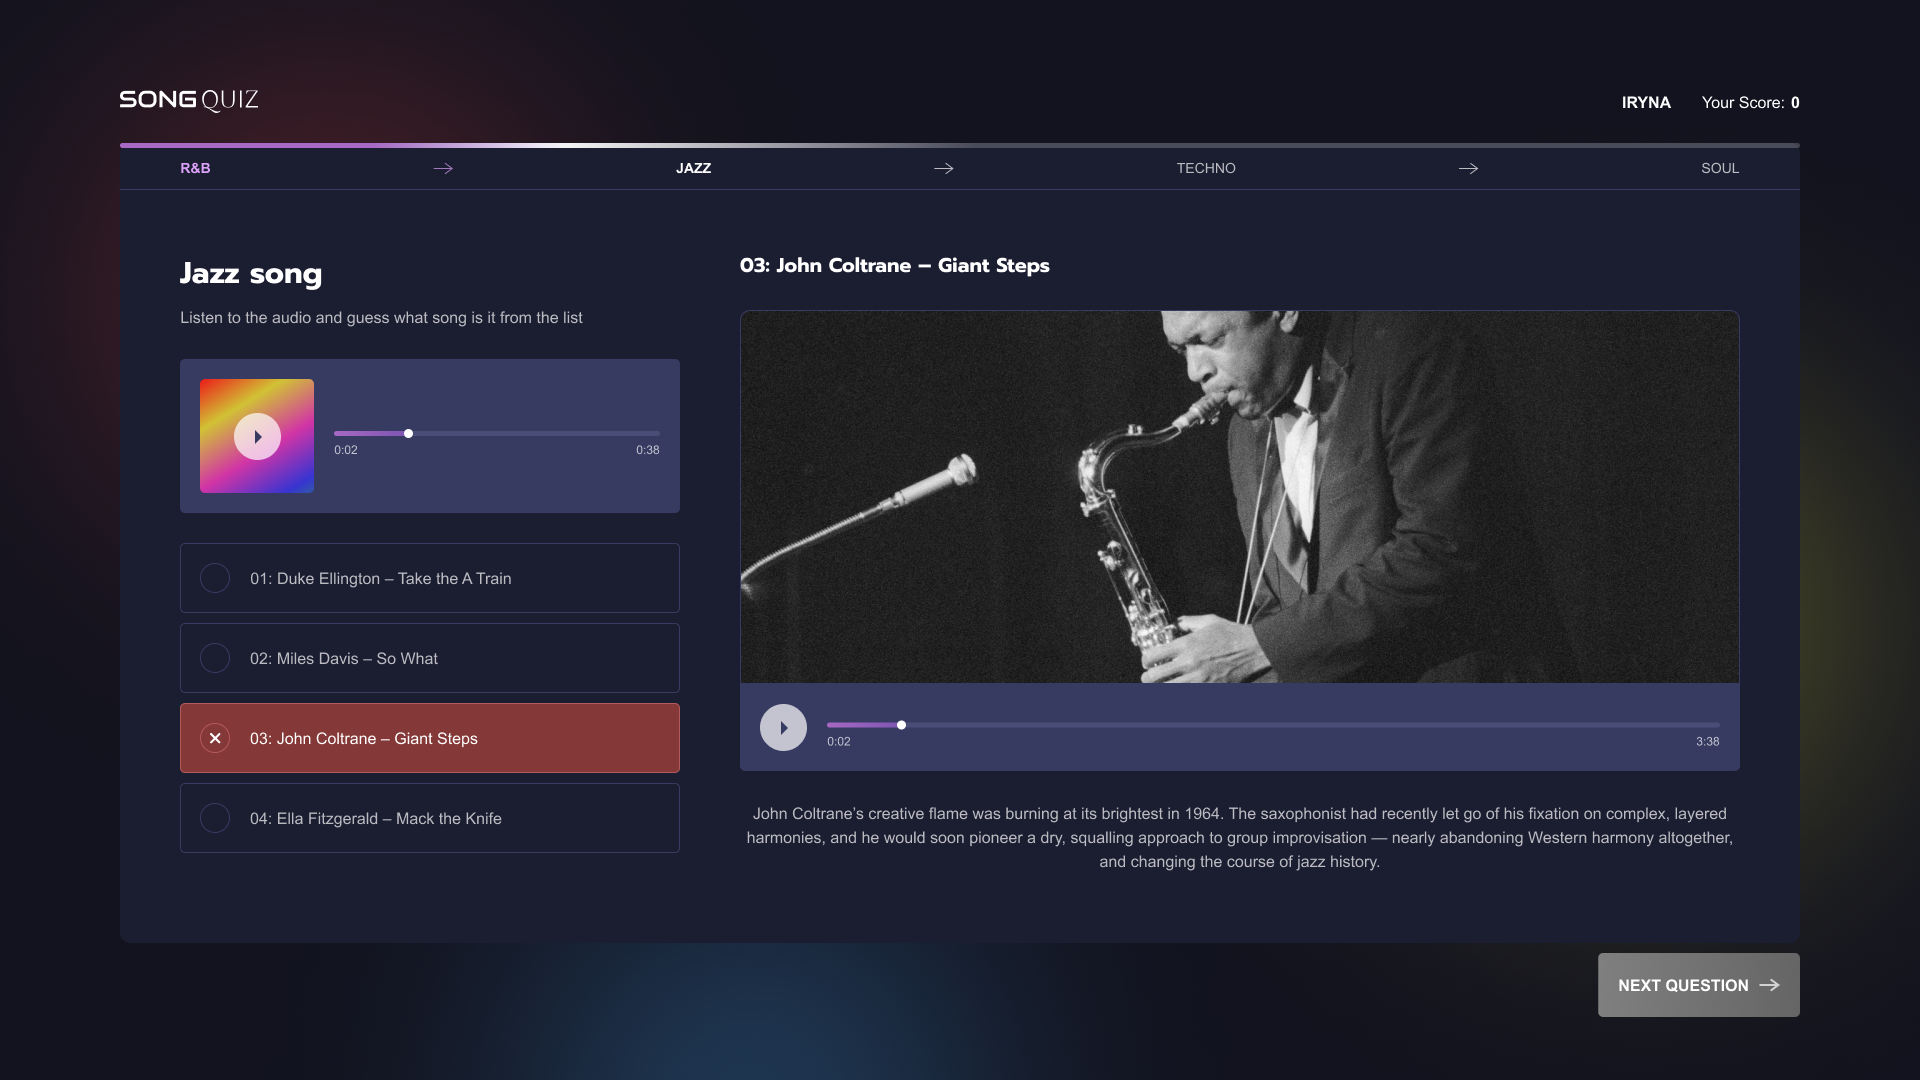 SONG QUIZ
IRYNA Your Score: 0
R&B JAZZ TECHNO SOUL
Jazz song
Listen to the audio and guess what song is it from the list
0:02 0:38
01: Duke Ellington – Take the A Train
02: Miles Davis – So What
03: John Coltrane – Giant Steps
04: Ella Fitzgerald – Mack the Knife
03: John Coltrane – Giant Steps
0:02 3:38
John Coltrane’s creative flame was burning at its brightest in 1964. The saxophonist had recently let go of his fixation on complex, layered
harmonies, and he would soon pioneer a dry, squalling approach to group improvisation — nearly abandoning Western harmony altogether,
and changing the course of jazz history.
NEXT QUESTION